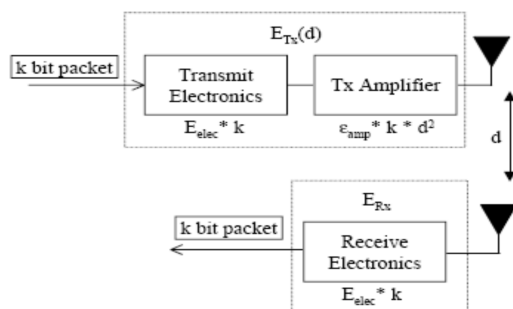 E_Tx(d)
k bit packet
Transmit
Electronics
Tx Amplifier
E_elec* k
ε_amp* k * d²
d
E_Rx
k bit packet
Receive
Electronics
E_elec* k